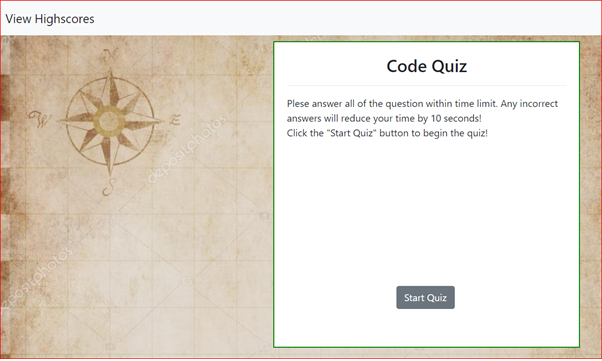 View Highscores
Code Quiz
Plese answer all of the question within time limit. Any incorrect
answers will reduce your time by 10 seconds!
Click the "Start Quiz" button to begin the quiz!
Start Quiz
N
W
E
S
depositphotos
depositphotos